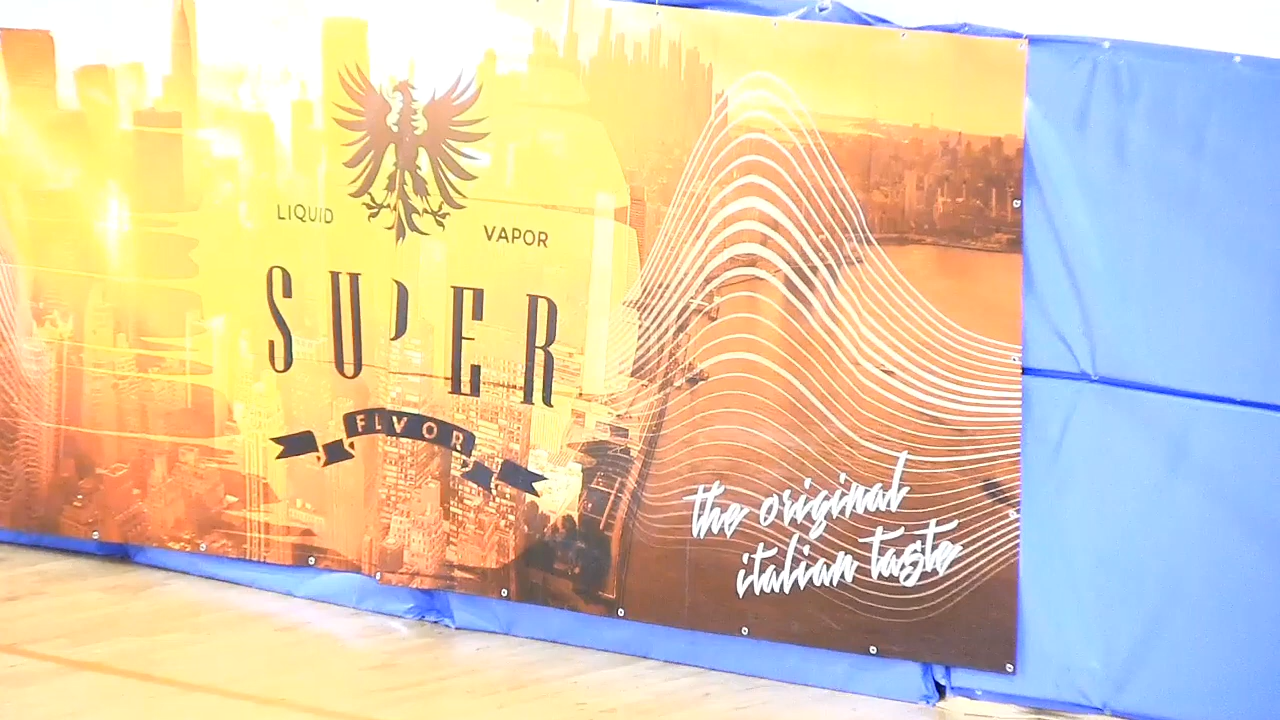 LIQUID VAPOR
SUPER
FLVOR
the original
italian taste